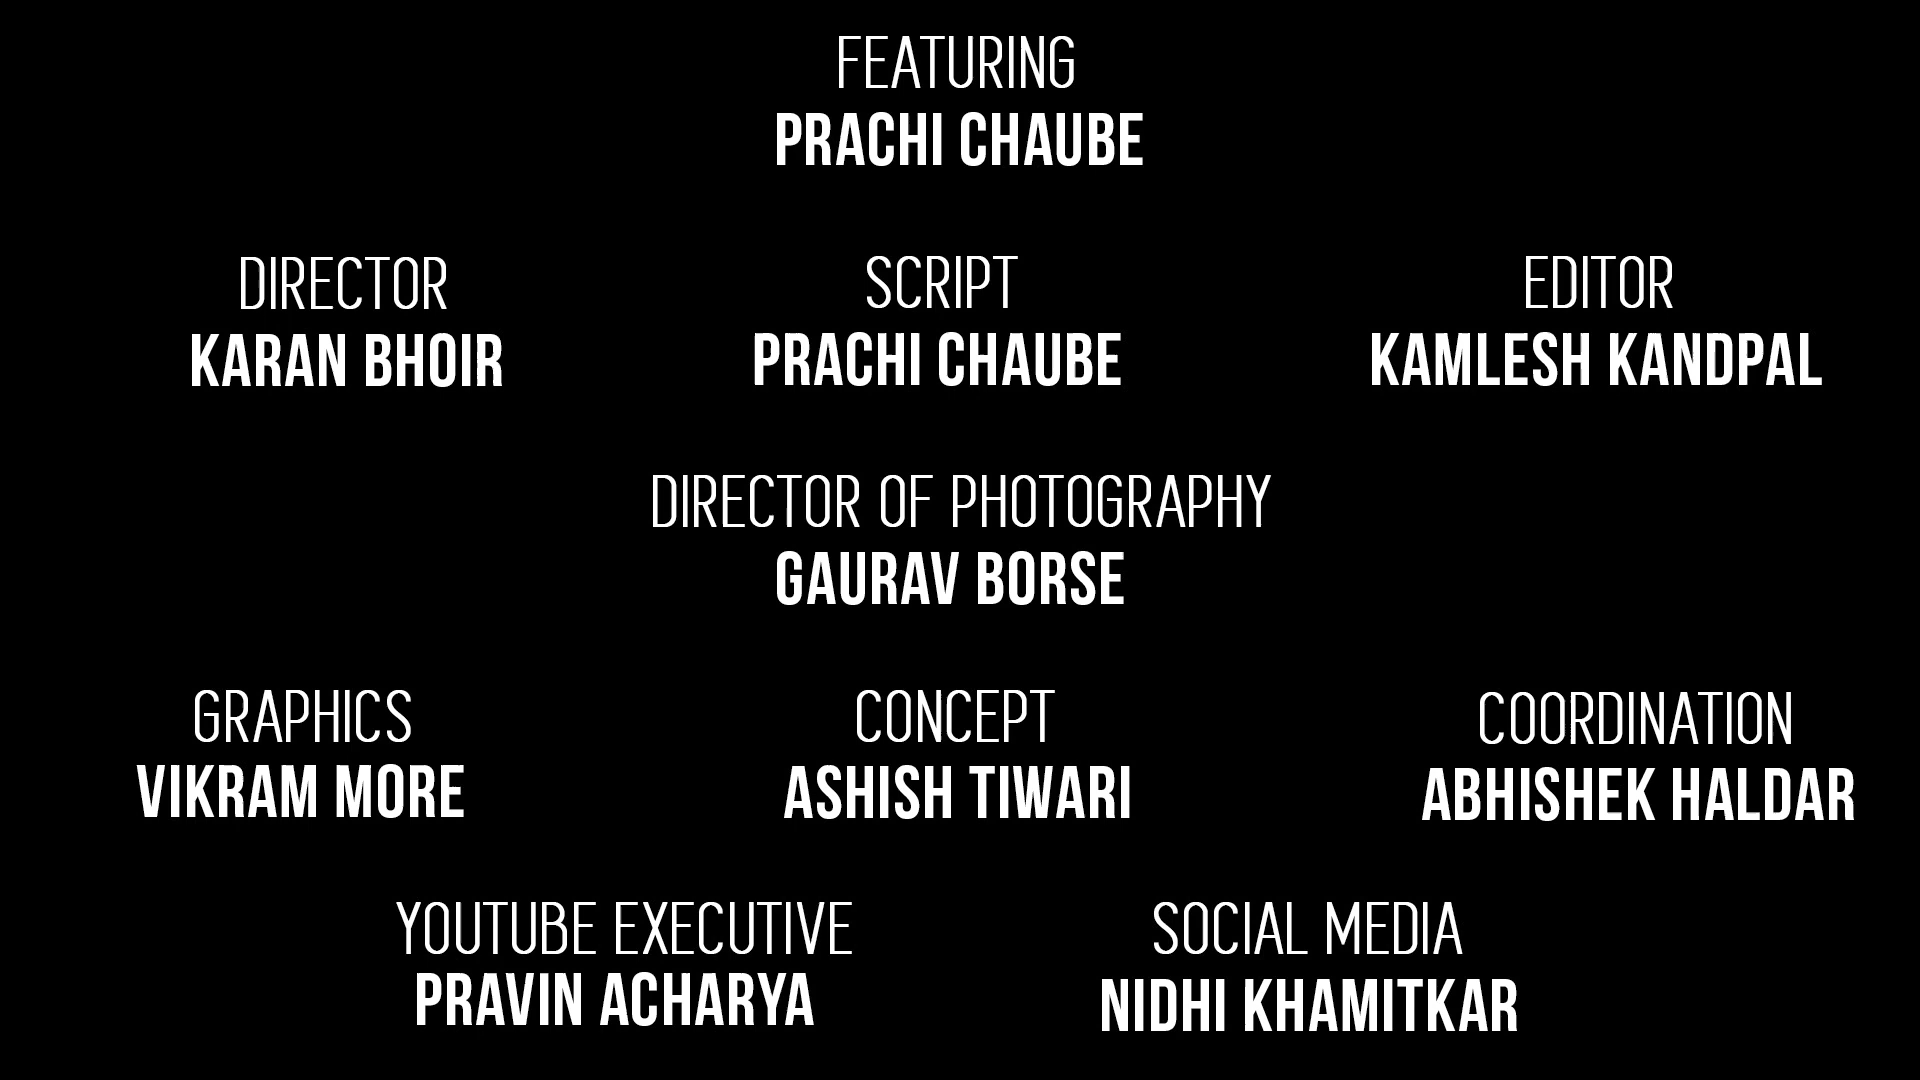 FEATURING
PRACHI CHAUBE
DIRECTOR
KARAN BHOIR
SCRIPT
PRACHI CHAUBE
EDITOR
KAMLESH KANDPAL
DIRECTOR OF PHOTOGRAPHY
GAURAV BORSE
GRAPHICS
VIKRAM MORE
CONCEPT
ASHISH TIWARI
COORDINATION
ABHISHEK HALDAR
YOUTUBE EXECUTIVE
PRAVIN ACHARYA
SOCIAL MEDIA
NIDHI KHAMITKAR